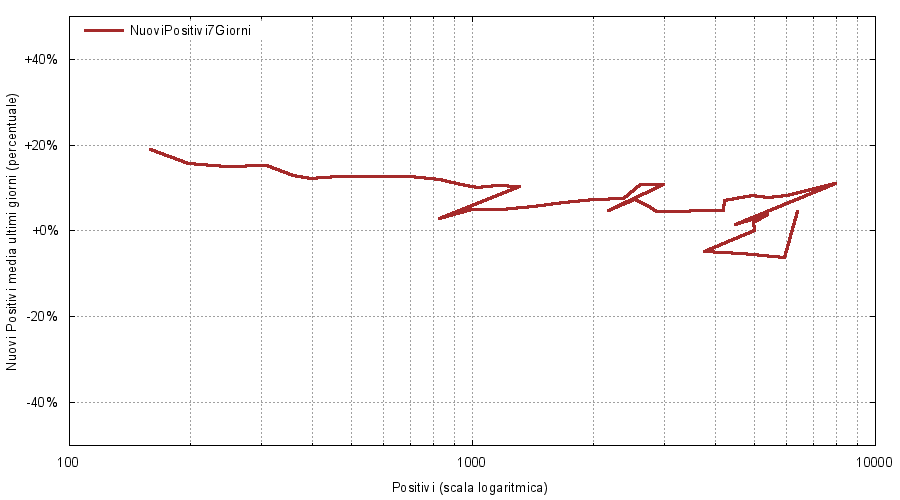 NuoviPositivi7Giorni
+40%
+20%
+0%
-20%
-40%
Nuovi Positivi media ultimi giorni (percentuale)
100
1000
10000
Positivi (scala logaritmica)